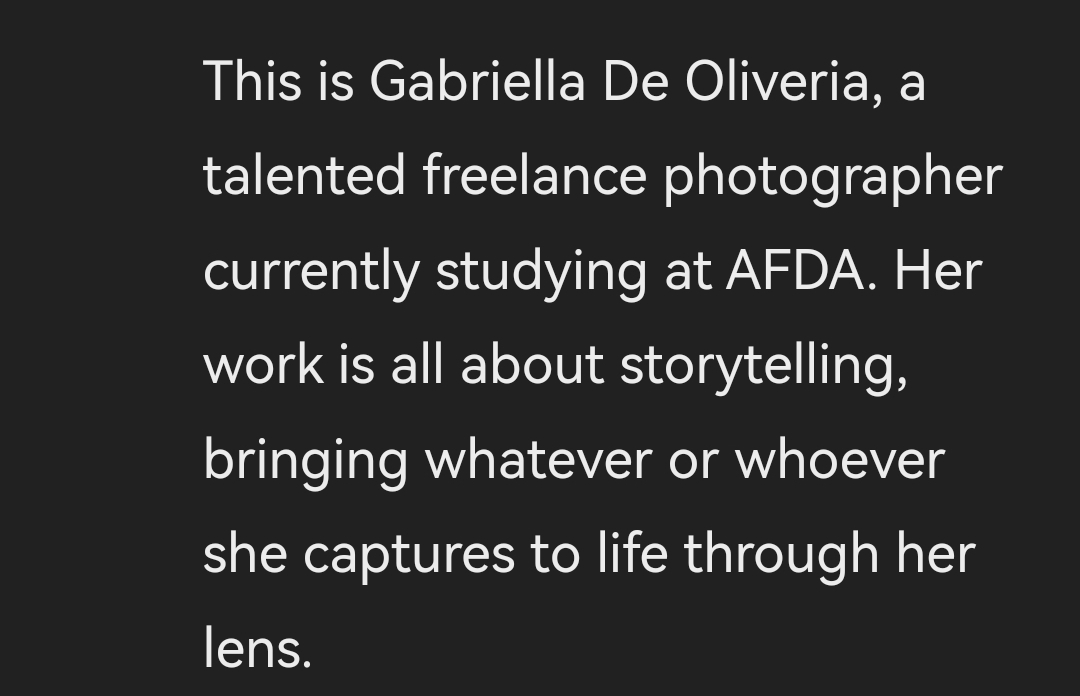 This is Gabriella De Oliveria, a
talented freelance photographer
currently studying at AFDA. Her
work is all about storytelling,
bringing whatever or whoever
she captures to life through her
lens.